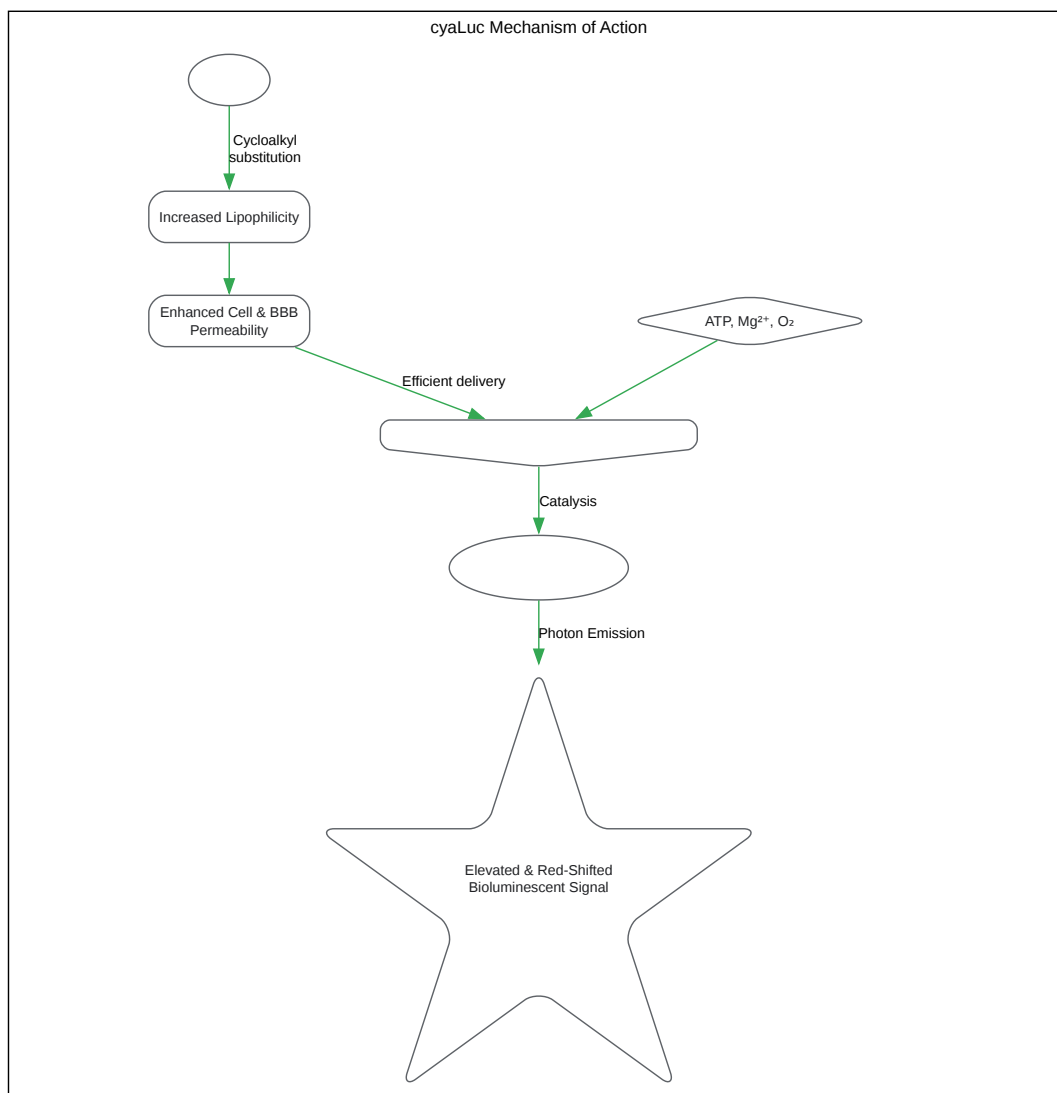 cyaLuc Mechanism of Action
Cycloalkyl
substitution
Increased Lipophilicity
Enhanced Cell & BBB
Permeability
ATP, Mg²⁺, O₂
Efficient delivery
Catalysis
Photon Emission
Elevated & Red-Shifted
Bioluminescent Signal